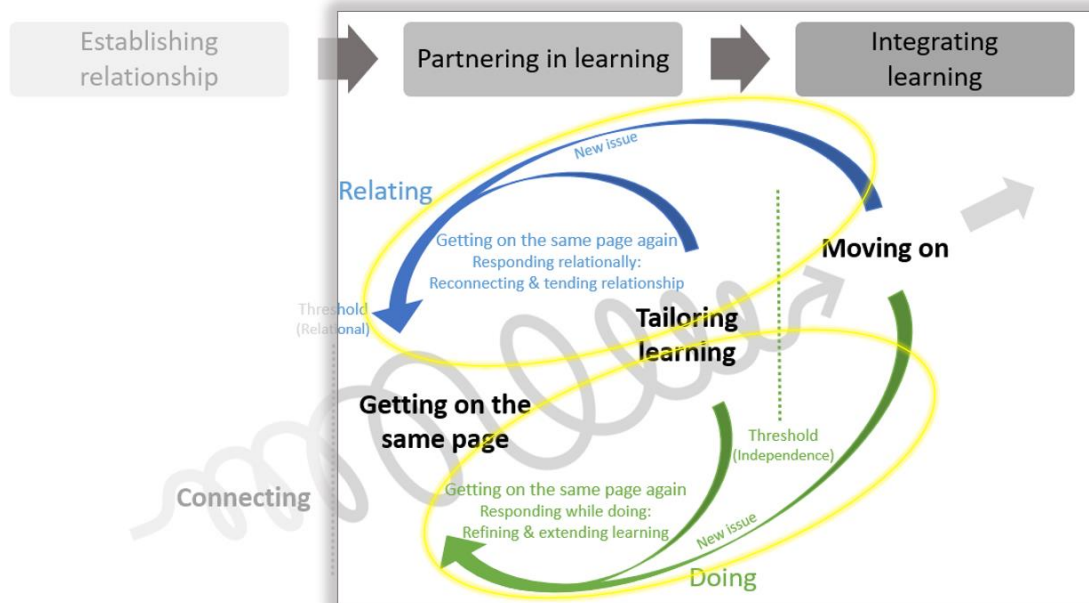 Establishing
relationship
Partnering in learning
Integrating
learning
New issue
Relating
Getting on the same page again
Responding relationally:
Reconnecting & tending relationship
Moving on
Threshold
(Relational)
Tailoring
learning
Getting on the
same page
Threshold
(Independence)
Connecting
Getting on the same page again
Responding while doing:
Refining & extending learning
New issue
Doing